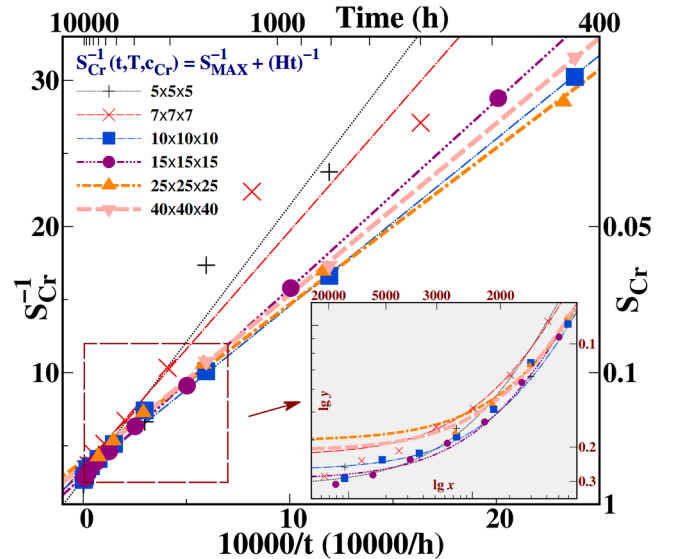 10000 1000 Time (h) 400
S_Cr^-1 (t,T,c_Cr) = S_MAX^-1 + (Ht)^-1
5x5x5
7x7x7
10x10x10
15x15x15
25x25x25
40x40x40
30
20
10
S_Cr^-1
0.05
0.1
1
S_Cr
20000 5000 3000 2000
lg y
0.1
0.2
0.3
lg x
0 10 20
10000/t (10000/h)